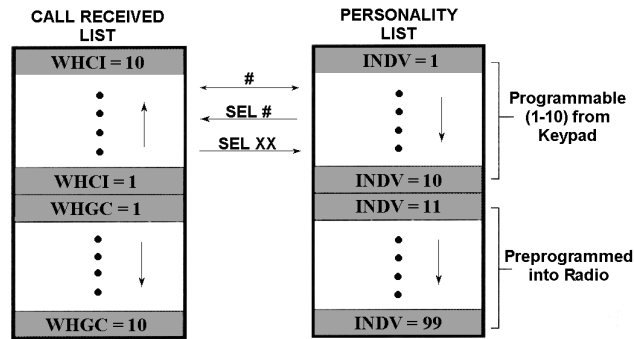 CALL RECEIVED
LIST
WHCI = 10
WHCI = 1
WHGC = 1
WHGC = 10
#
SEL #
SEL XX
PERSONALITY
LIST
INDV = 1
INDV = 10
INDV = 11
INDV = 99
Programmable
(1-10) from
Keypad
Preprogrammed
into Radio